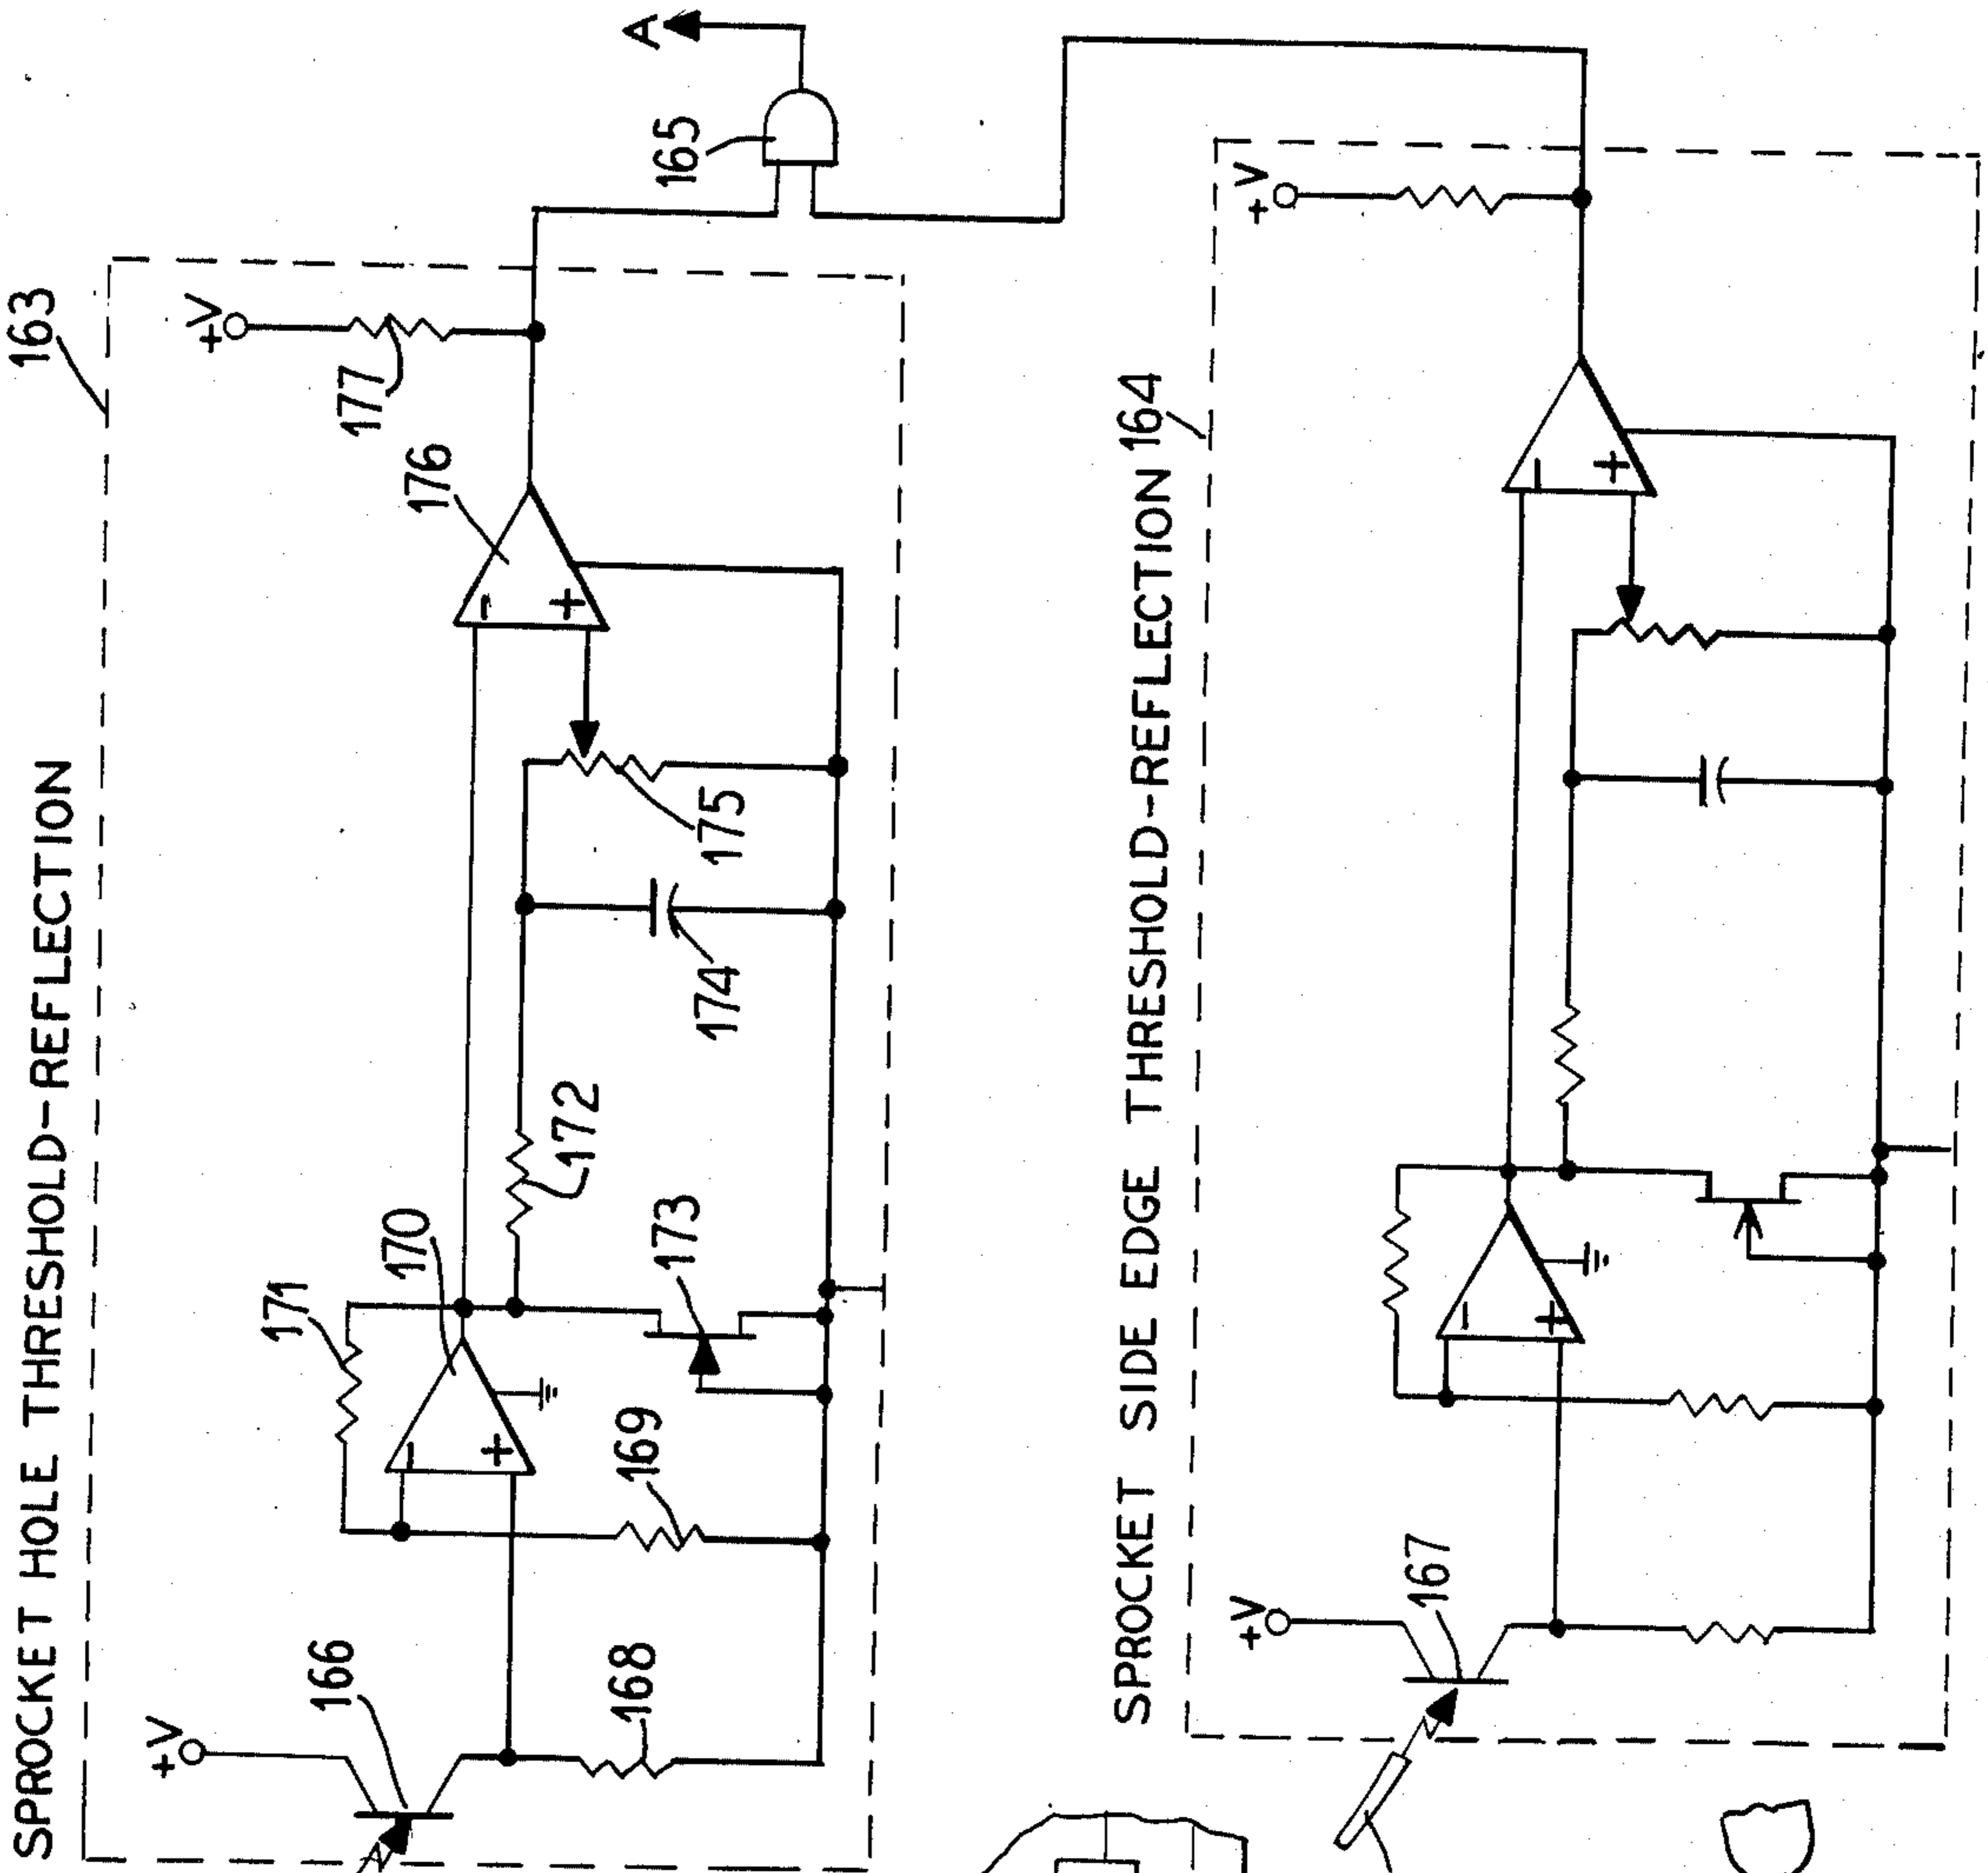 SPROCKET HOLE THRESHOLD-REFLECTION
163
+V
166
168
169
170
171
172
173
174
175
176
177
+V
165
A
SPROCKET SIDE EDGE THRESHOLD-REFLECTION 164
+V
167
+V